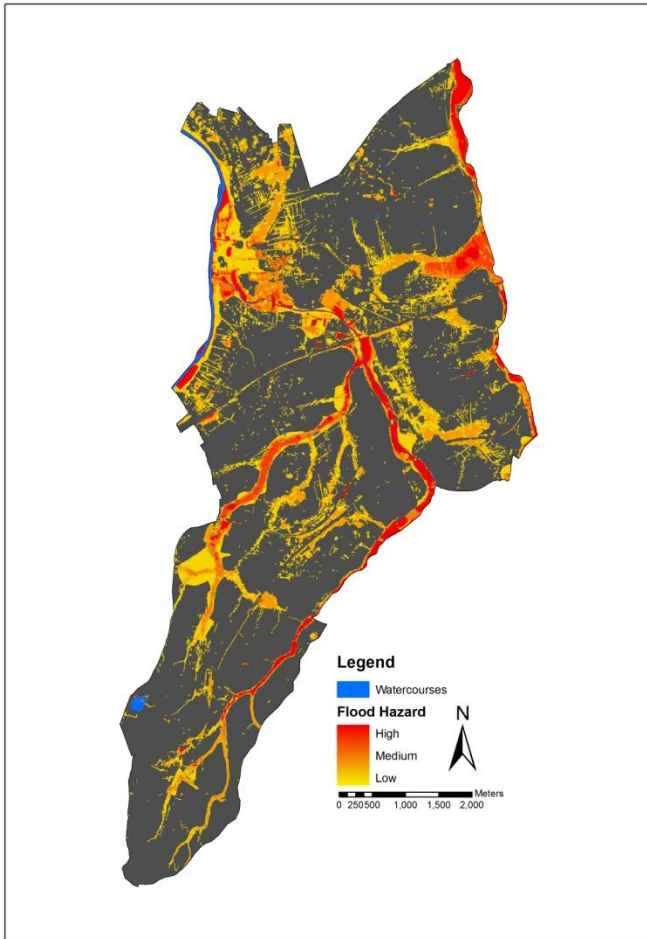 Legend
Watercourses
Flood Hazard
High
Medium
Low
N
Meters
0 250500 1,000 1,500 2,000